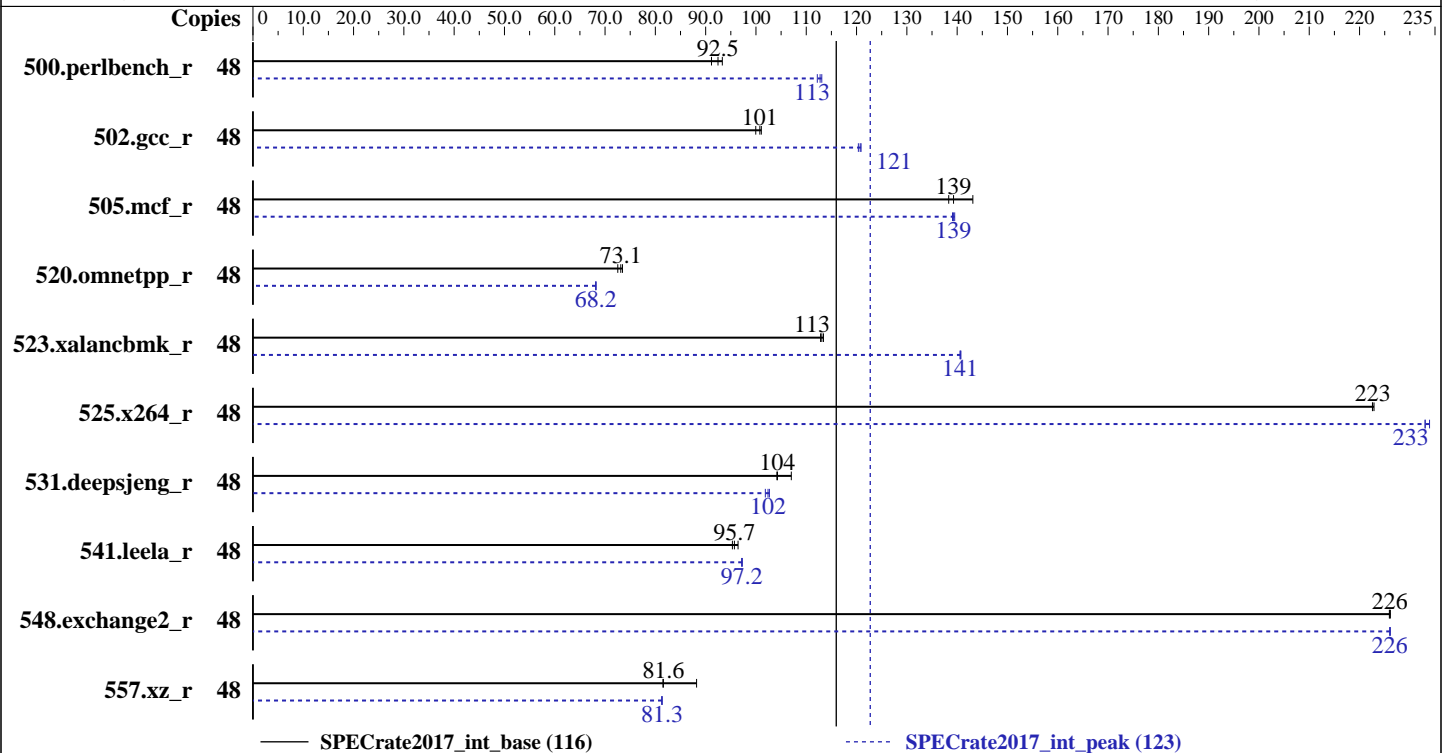 Copies 0 10.0 20.0 30.0 40.0 50.0 60.0 70.0 80.0 90.0 100 110 120 130 140 150 160 170 180 190 200 210 220 235
500.perlbench_r 48 92.5
113
502.gcc_r 48 101
121
505.mcf_r 48 139
139
520.omnetpp_r 48 73.1
68.2
523.xalancbmk_r 48 113
141
525.x264_r 48 223
233
531.deepsjeng_r 48 104
102
541.leela_r 48 95.7
97.2
548.exchange2_r 48 226
226
557.xz_r 48 81.6
81.3
SPECrate2017_int_base (116) SPECrate2017_int_peak (123)